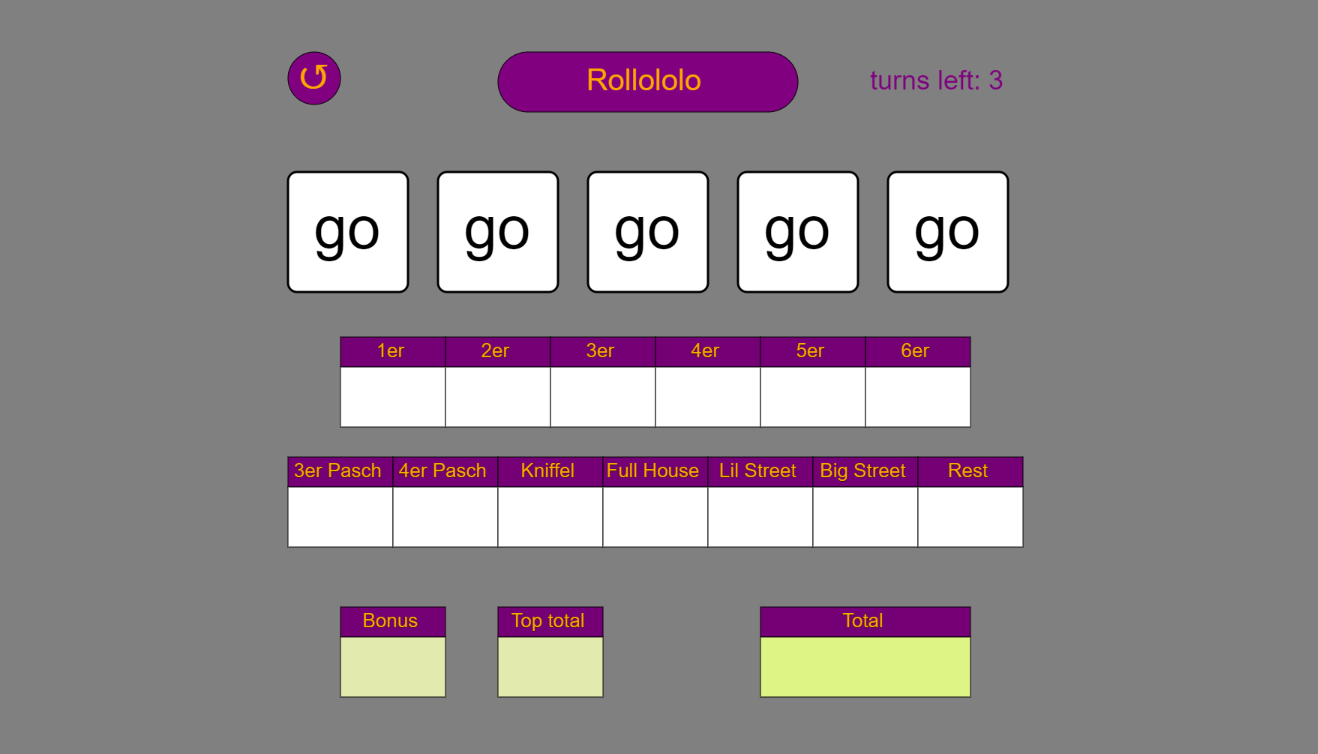 ↺ Rollololo turns left: 3
go go go go go
1er 2er 3er 4er 5er 6er
3er Pasch 4er Pasch Kniffel Full House Lil Street Big Street Rest
Bonus Top total Total